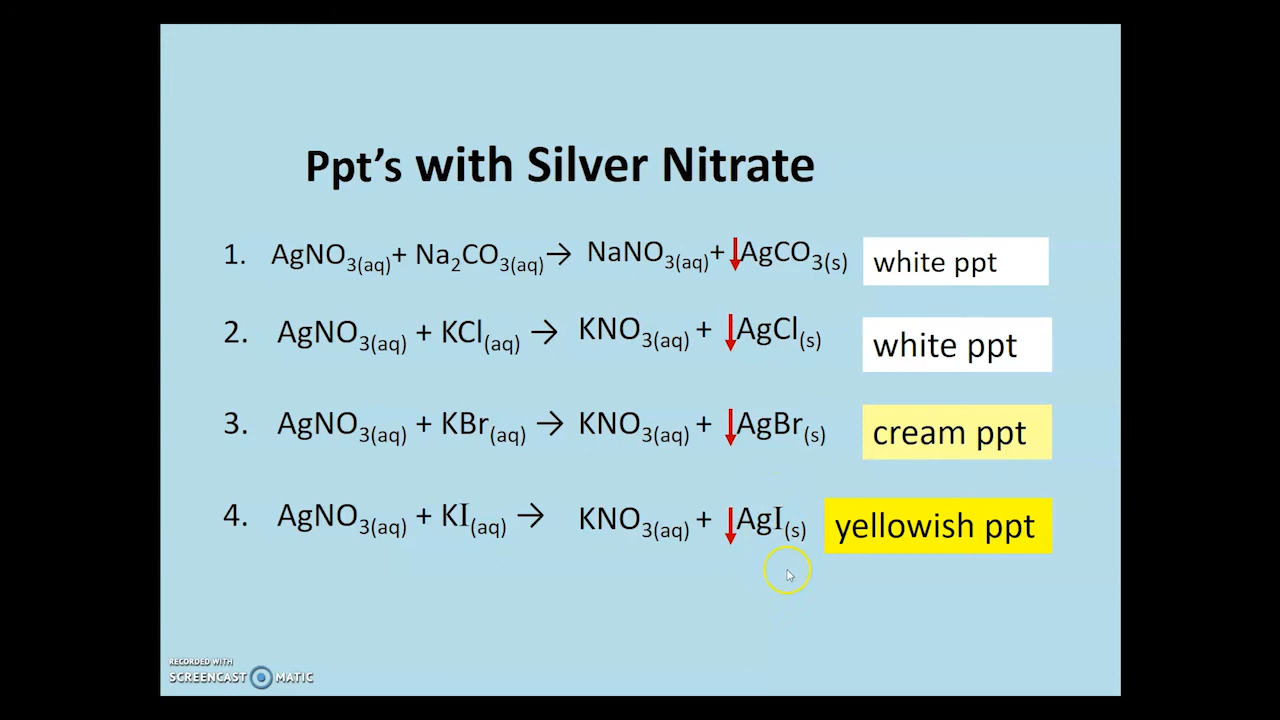 Ppt's with Silver Nitrate
1. AgNO₃(aq)+ Na₂CO₃(aq)→ NaNO₃(aq)+ ↓AgCO₃(s) white ppt
2. AgNO₃(aq) + KCl(aq) → KNO₃(aq) + ↓AgCl(s) white ppt
3. AgNO₃(aq) + KBr(aq) → KNO₃(aq) + ↓AgBr(s) cream ppt
4. AgNO₃(aq) + KI(aq) → KNO₃(aq) + ↓AgI(s) yellowish ppt
RECORDED WITH
SCREENCAST MATIC